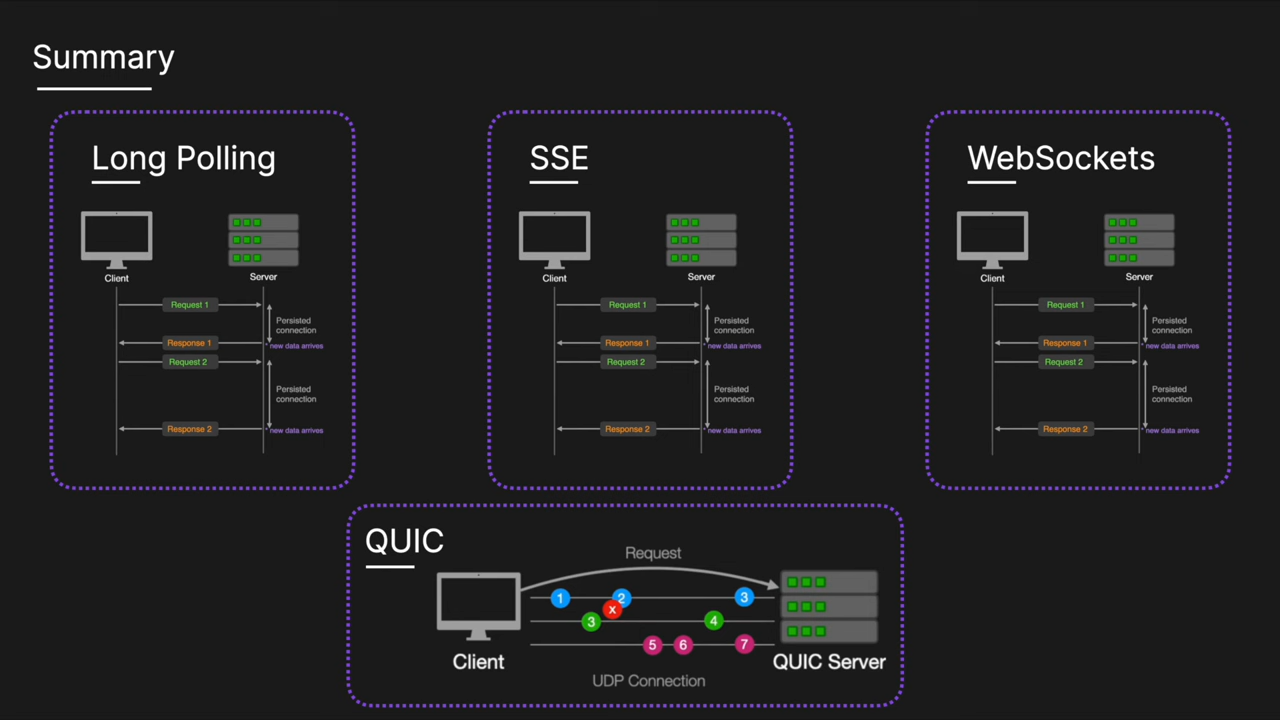 Summary
Long Polling
Client
Server
Request 1
Persisted
connection
Response 1
new data arrives
Request 2
Persisted
connection
Response 2
new data arrives
SSE
Client
Server
Request 1
Persisted
connection
Response 1
new data arrives
Request 2
Persisted
connection
Response 2
new data arrives
WebSockets
Client
Server
Request 1
Persisted
connection
Response 1
new data arrives
Request 2
Persisted
connection
Response 2
new data arrives
QUIC
Request
1 2 3
x
3 4
5 6 7
Client
QUIC Server
UDP Connection